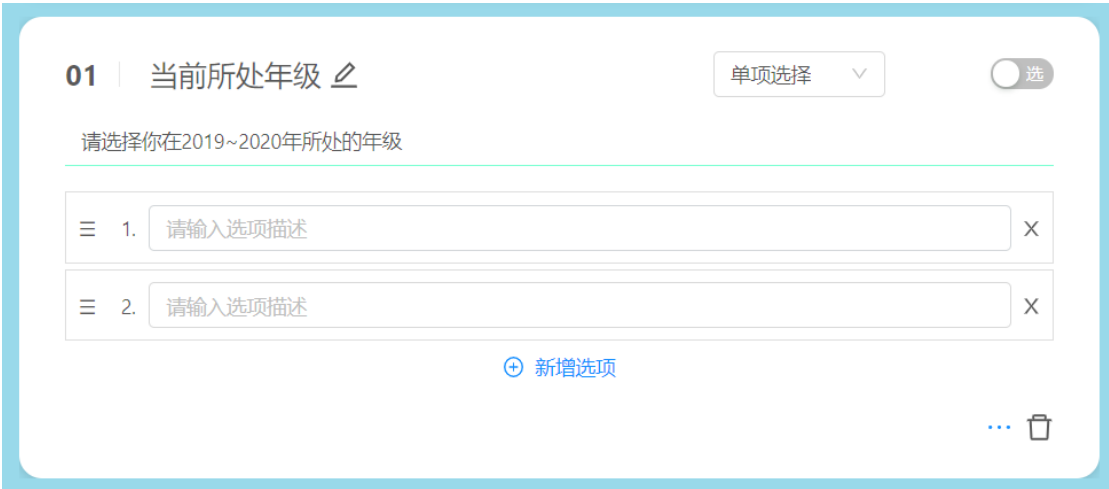 01 当前所处年级 单项选择 选
请选择你在2019~2020年所处的年级
1. 请输入选项描述 X
2. 请输入选项描述 X
新增选项